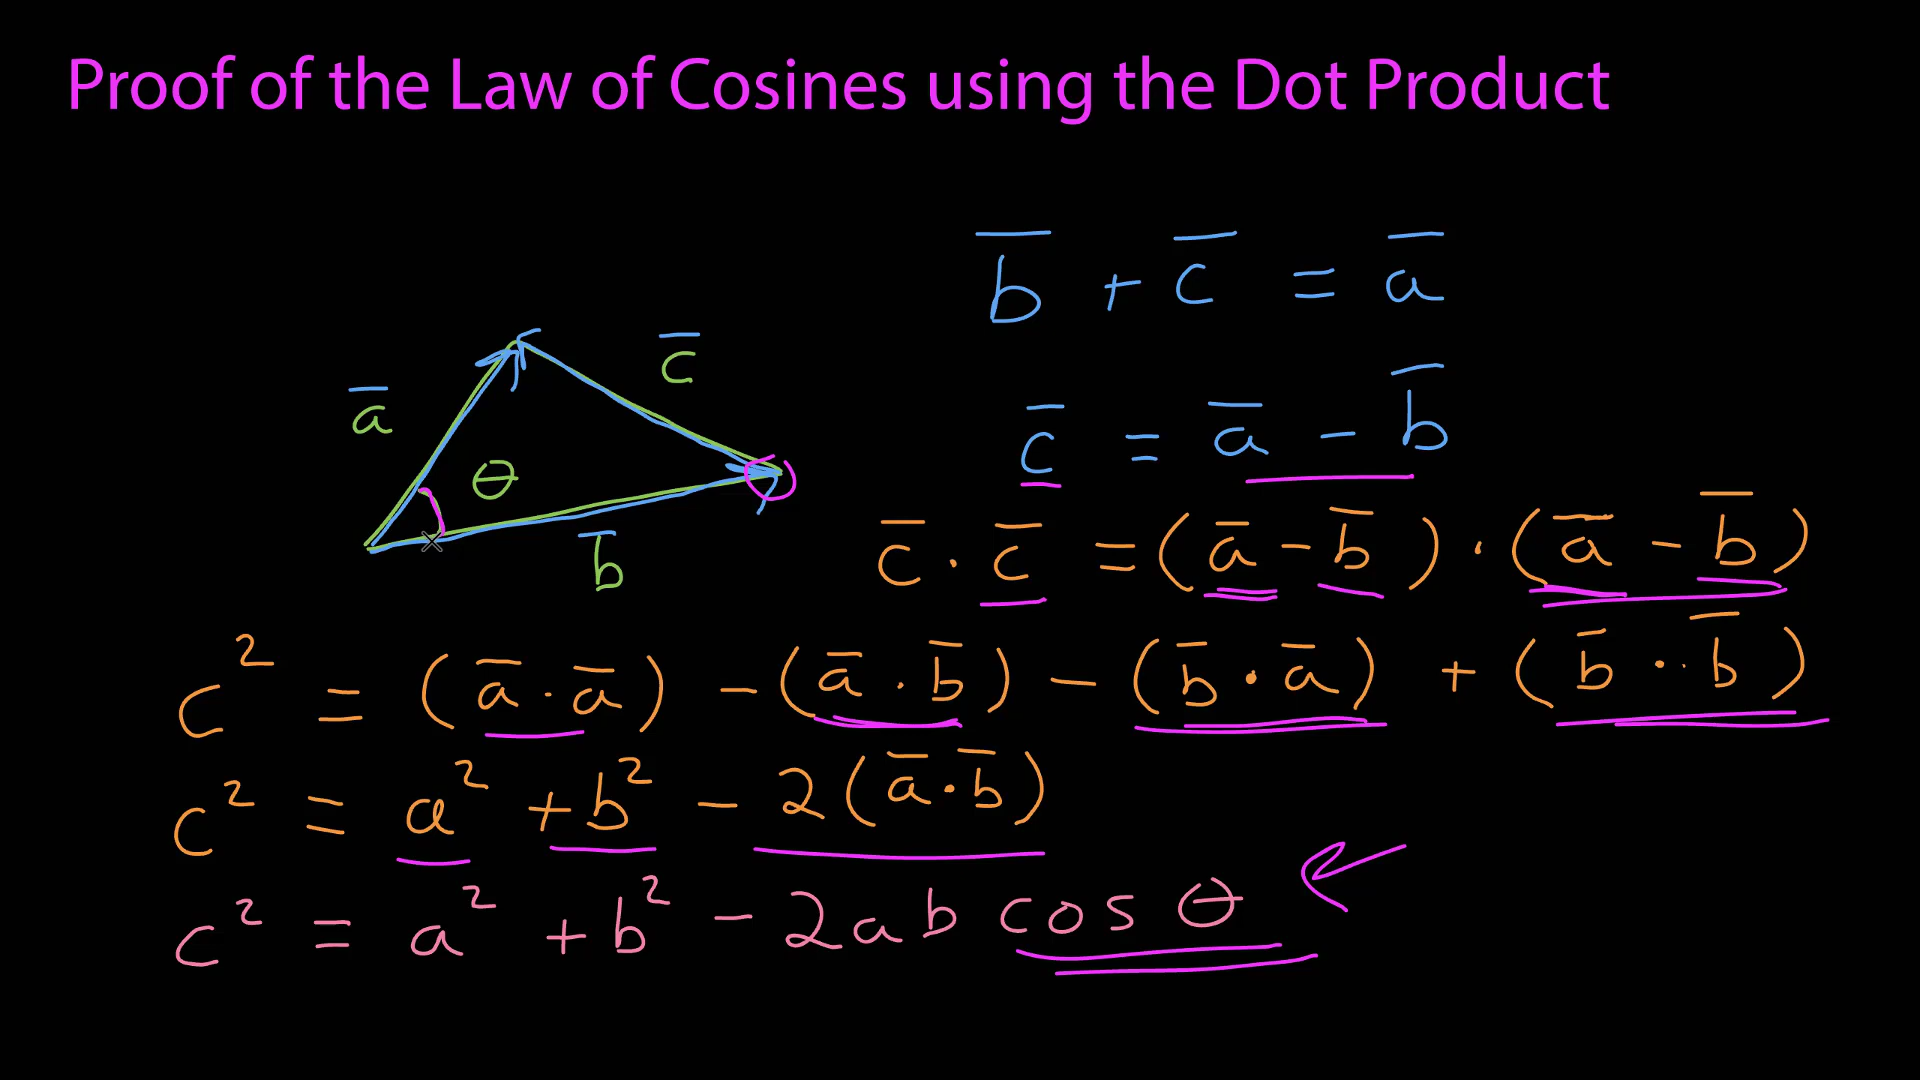 Proof of the Law of Cosines using the Dot Product
b̅ + c̅ = a̅
c̅
a̅
θ
b̅
c̅ = a̅ - b̅
c̅ · c̅ = (a̅ - b̅) · (a̅ - b̅)
c² = (a̅ · a̅) - (a̅ · b̅) - (b̅ · a̅) + (b̅ · b̅)
c² = a² + b² - 2(a̅ · b̅)
c² = a² + b² - 2ab cos θ